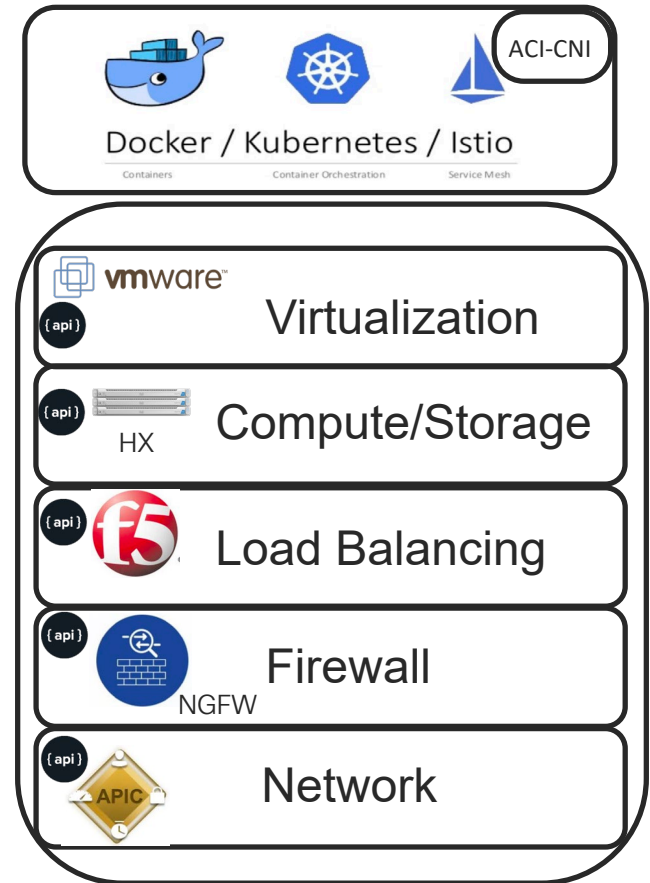 ACI-CNI
Docker / Kubernetes / Istio
Containers Container Orchestration Service Mesh
vmware™
{api}
Virtualization
{api}
HX
Compute/Storage
{api}
f5
Load Balancing
{api}
NGFW
Firewall
{api}
APIC
Network